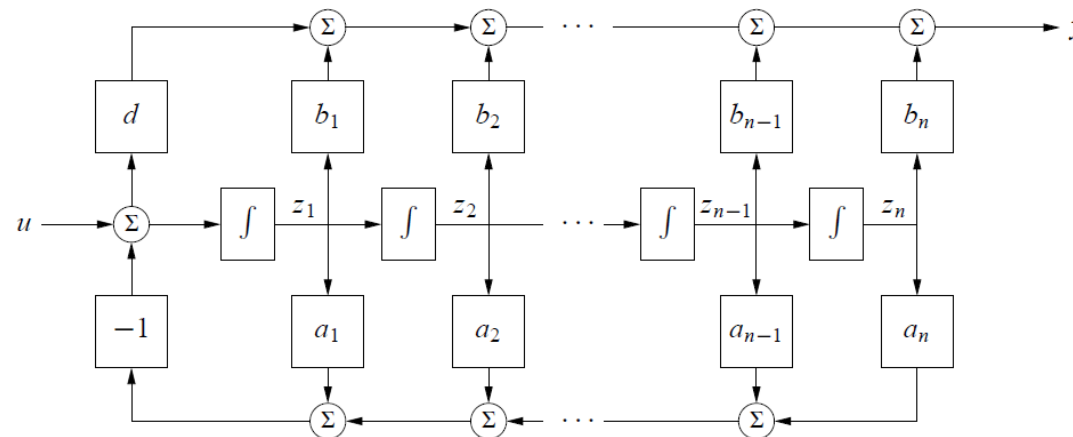 Σ Σ · · · Σ Σ
d b₁ b₂ bₙ₋₁ bₙ
u Σ ∫ z₁ ∫ z₂ · · · ∫ zₙ₋₁ ∫ zₙ
−1 a₁ a₂ aₙ₋₁ aₙ
Σ Σ · · · Σ